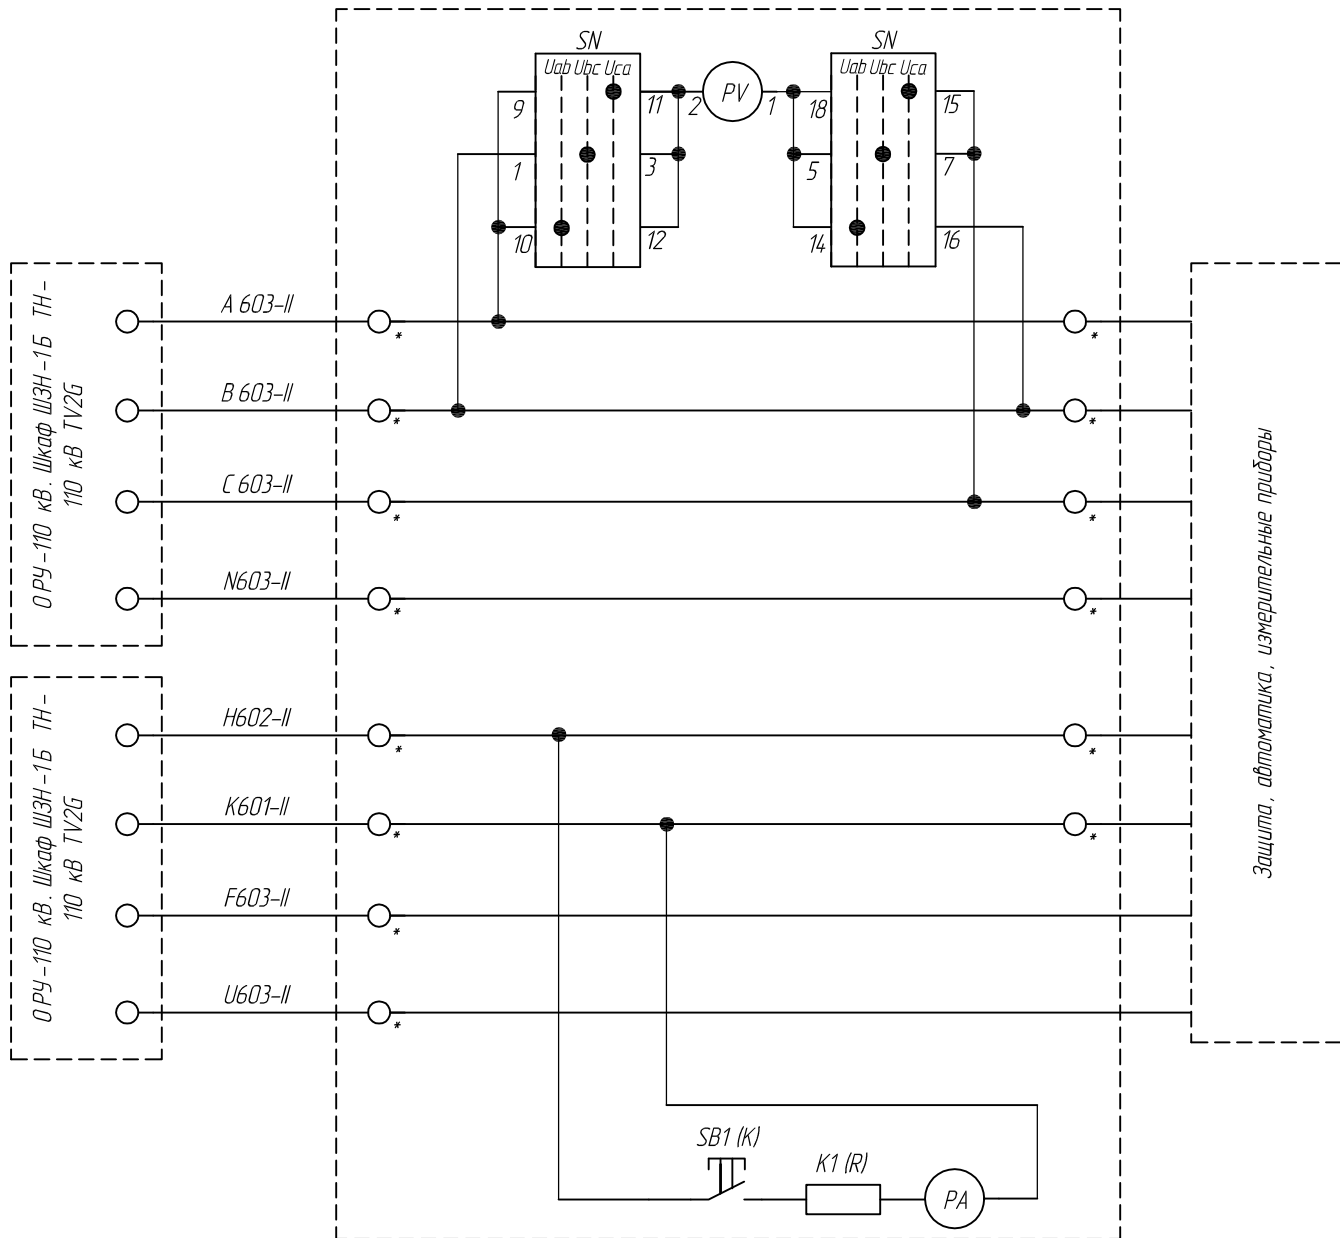 SN
SN
Uab Ubc Uca
Uab Ubc Uca
9
11
2
PV
1
18
15
1
3
5
7
10
12
14
16
ОРУ-110 кВ. Шкаф ШЗН-1Б ТН-
110 кВ TV2G
A 603-II
*
*
B 603-II
*
*
C 603-II
*
*
N603-II
*
*
Защита, автоматика, измерительные приборы
ОРУ-110 кВ. Шкаф ШЗН-1Б ТН-
110 кВ TV2G
H602-II
*
*
K601-II
*
*
F603-II
*
U603-II
*
SB1 (K)
K1 (R)
PA